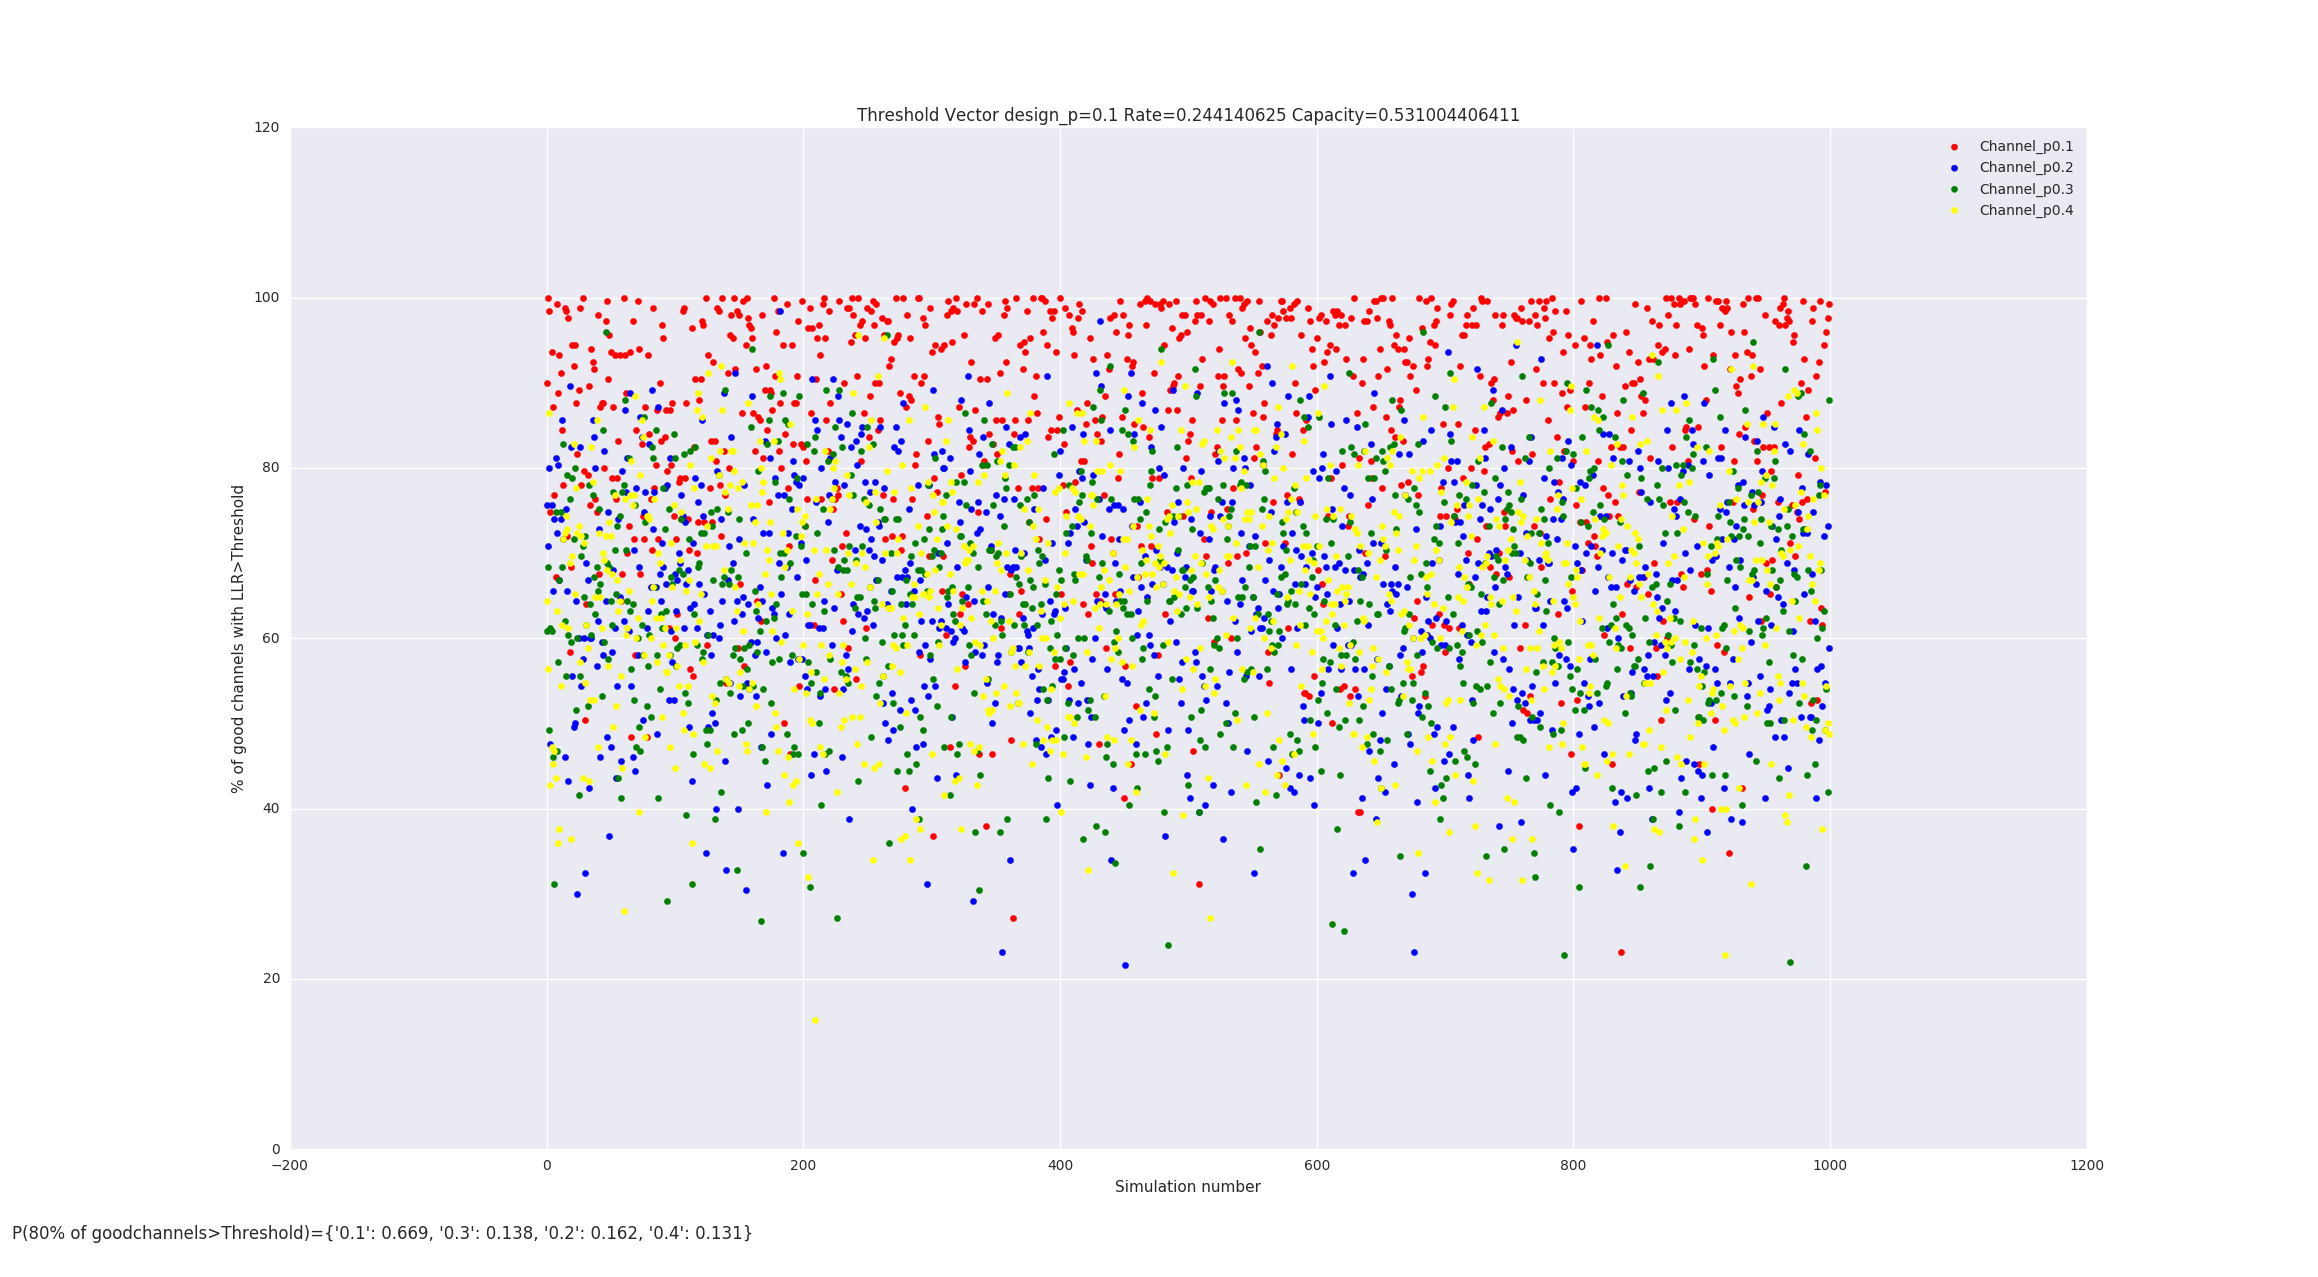 Threshold Vector design_p=0.1 Rate=0.244140625 Capacity=0.531004406411
120
100
80
60
40
20
0
% of good channels with LLR>Threshold
Channel_p0.1
Channel_p0.2
Channel_p0.3
Channel_p0.4
−200 0 200 400 600 800 1000 1200
Simulation number
P(80% of goodchannels>Threshold)={'0.1': 0.669, '0.3': 0.138, '0.2': 0.162, '0.4': 0.131}